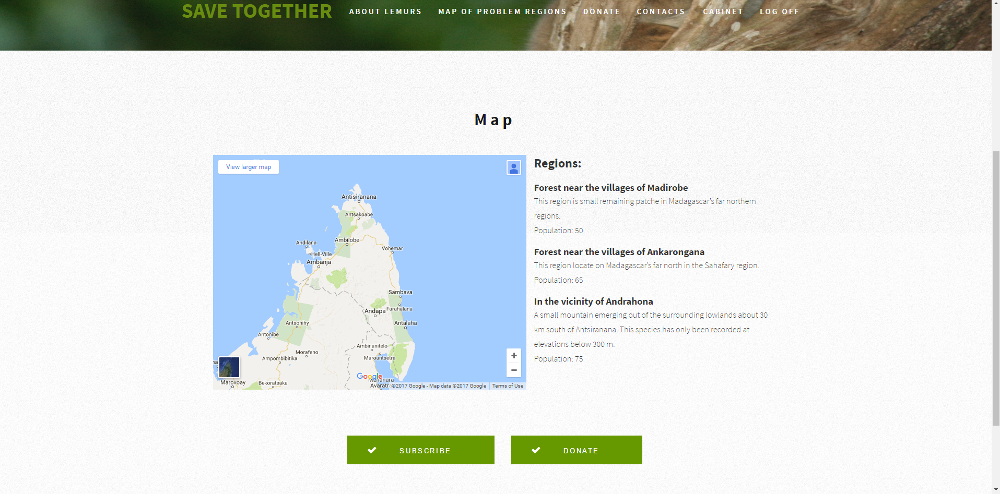 SAVE TOGETHER
ABOUT LEMURS
MAP OF PROBLEM REGIONS
DONATE
CONTACTS
CABINET
LOG OFF
Map
View larger map
Antisiranana
Antsakoabe
Ambilobe
Andilana
Vohemar
Hell-Ville
Ambanja
Sambava
Andapa
Farahalana
Antsohihy
Antalaha
Antonibe
Ambinanitelo
Morafeno
Ampombibitika
Maroantsetra
Google
Marovoay
Bekoratsaka
©2017 Google - Map data ©2017 Google
Terms of Use
+
−
Regions:
Forest near the villages of Madirobe
This region is small remaining patche in Madagascar's far northern
regions.
Population: 50
Forest near the villages of Ankarongana
This region locate on Madagascar's far north in the Sahafary region.
Population: 65
In the vicinity of Andrahona
A small mountain emerging out of the surrounding lowlands about 30
km south of Antsiranana. This species has only been recorded at
elevations below 300 m.
Population: 75
SUBSCRIBE
DONATE